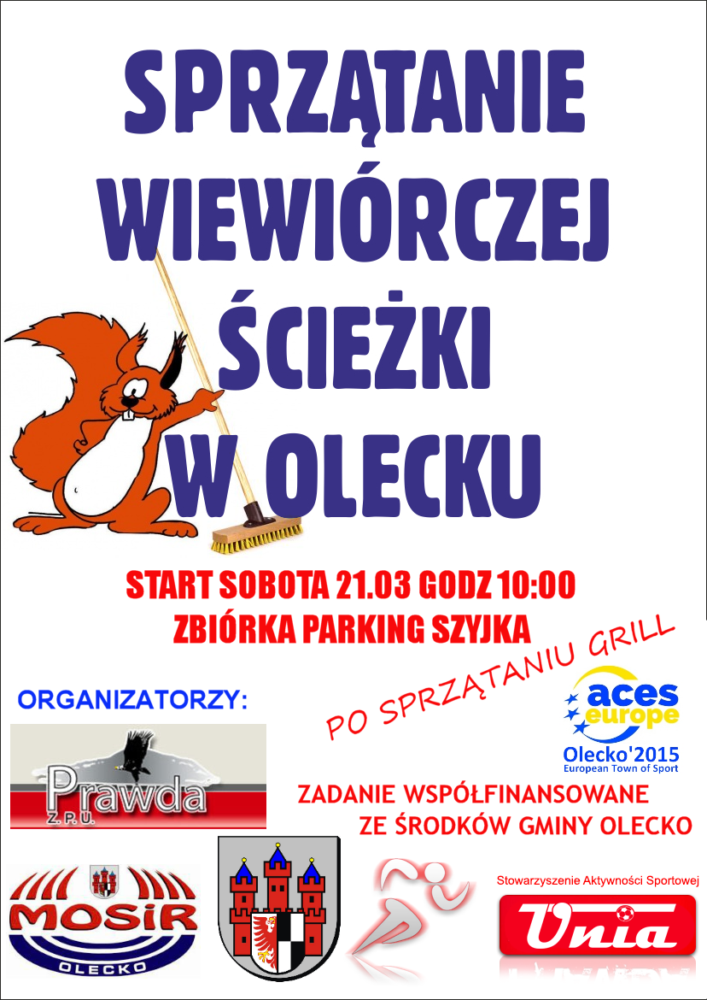 SPRZĄTANIE
WIEWIÓRCZEJ
ŚCIEŻKI
W OLECKU
START SOBOTA 21.03 GODZ 10:00
ZBIÓRKA PARKING SZYJKA
PO SPRZĄTANIU GRILL
ORGANIZATORZY:
aces
europe
Olecko'2015
European Town of Sport
Prawda
Z.P.U.
ZADANIE WSPÓŁFINANSOWANE
ZE ŚRODKÓW GMINY OLECKO
MOSiR
OLECKO
Stowarzyszenie Aktywności Sportowej
Unia